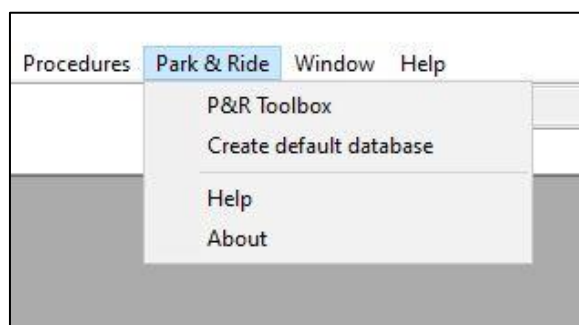 Procedures Park & Ride Window Help
P&R Toolbox
Create default database
Help
About